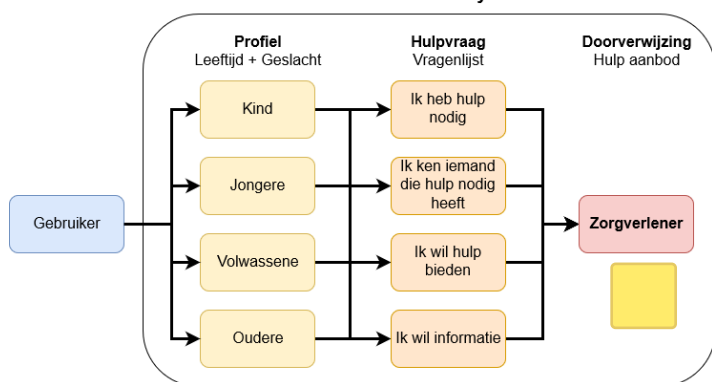 Profiel
Leeftijd + Geslacht
Hulpvraag
Vragenlijst
Doorverwijzing
Hulp aanbod
Kind
Ik heb hulp
nodig
Jongere
Ik ken iemand
die hulp nodig
heeft
Gebruiker
Zorgverlener
Volwassene
Ik wil hulp
bieden
Oudere
Ik wil informatie